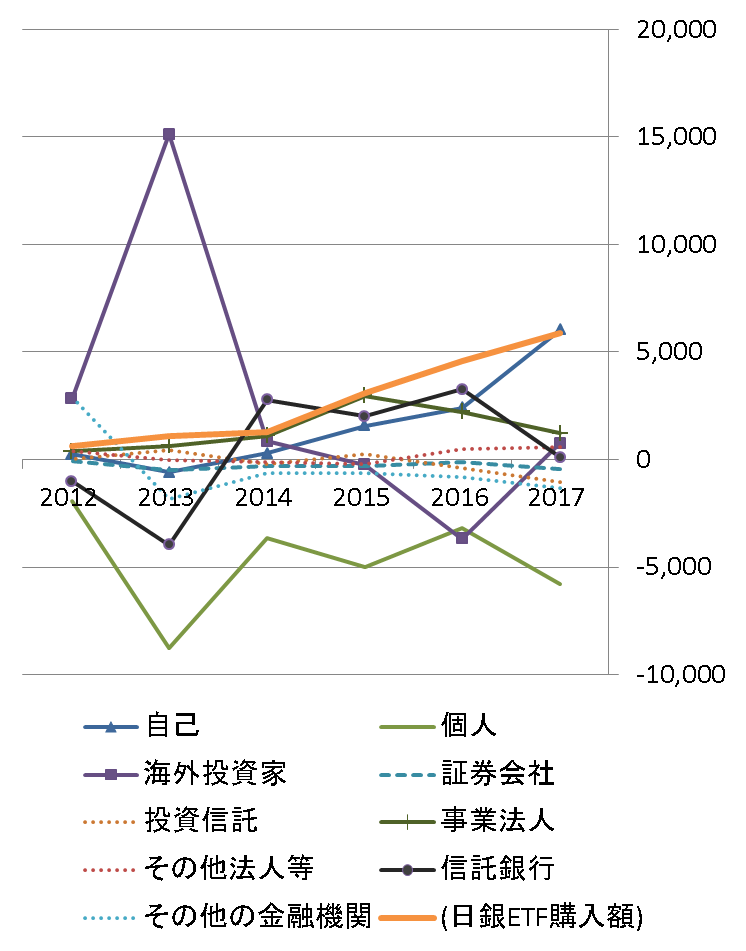 20,000
15,000
10,000
5,000
0
2012 2013 2014 2015 2016 2017
-5,000
-10,000
自己 個人
海外投資家 証券会社
投資信託 事業法人
その他法人等 信託銀行
その他の金融機関 (日銀ETF購入額)